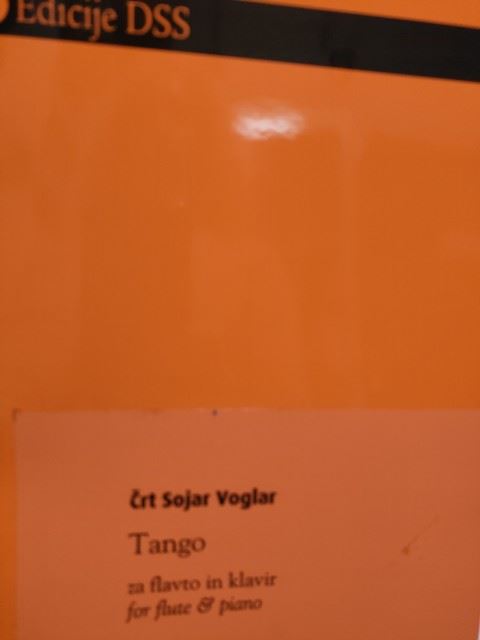 Edicije DSS
Črt Sojar Voglar
Tango
za flavto in klavir
for flute & piano